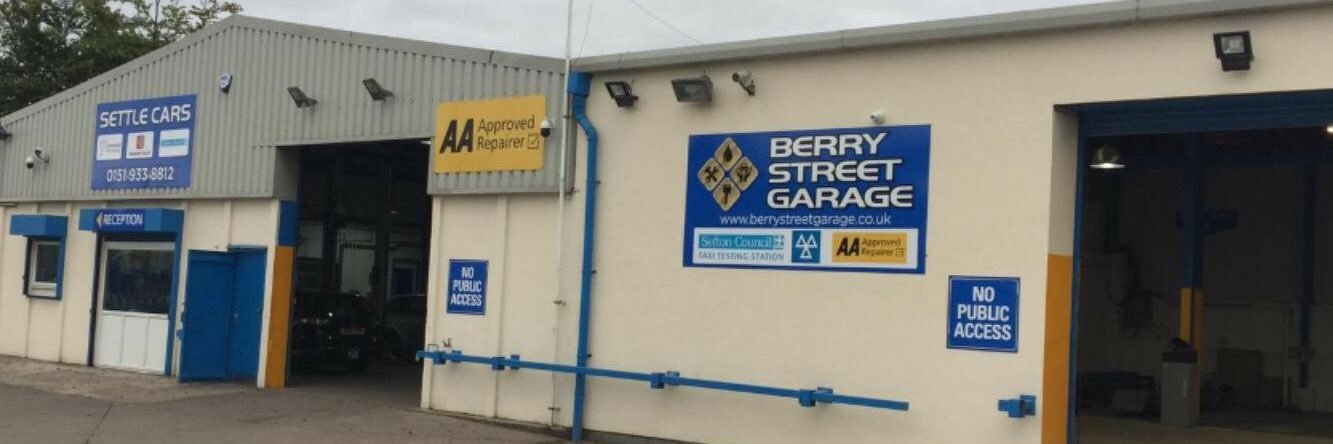 SETTLE CARS
0151-933-8812
RECEPTION
AA Approved
Repairer
NO
PUBLIC
ACCESS
BERRY
STREET
GARAGE
www.berrystreetgarage.co.uk
Sefton Council
TAXI TESTING STATION
AA Approved
Repairer
NO
PUBLIC
ACCESS